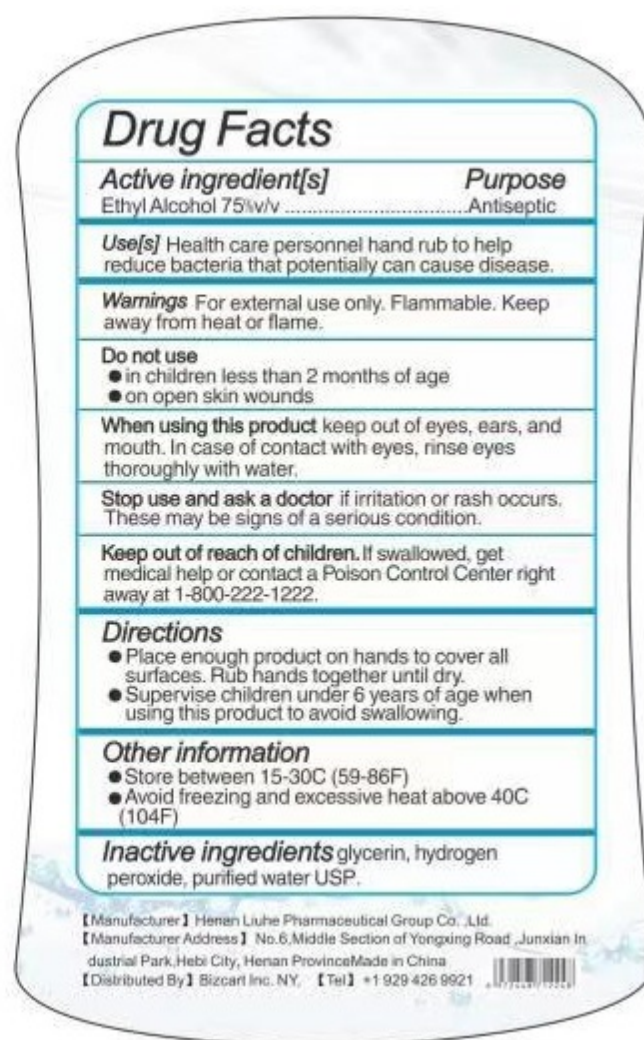 Drug Facts
Active ingredient[s] Purpose
Ethyl Alcohol 75%v/v ........................................Antiseptic
Use[s] Health care personnel hand rub to help
reduce bacteria that potentially can cause disease.
Warnings For external use only. Flammable. Keep
away from heat or flame.
Do not use
● in children less than 2 months of age
● on open skin wounds
When using this product keep out of eyes, ears, and
mouth. In case of contact with eyes, rinse eyes
thoroughly with water.
Stop use and ask a doctor if irritation or rash occurs.
These may be signs of a serious condition.
Keep out of reach of children. If swallowed, get
medical help or contact a Poison Control Center right
away at 1-800-222-1222.
Directions
● Place enough product on hands to cover all
surfaces. Rub hands together until dry.
● Supervise children under 6 years of age when
using this product to avoid swallowing.
Other information
● Store between 15-30C (59-86F)
● Avoid freezing and excessive heat above 40C
(104F)
Inactive ingredients glycerin, hydrogen
peroxide, purified water USP.
【Manufacturer】 Henan Liuhe Pharmaceutical Group Co. ,Ltd.
【Manufacturer Address】 No.6,Middle Section of Yongxing Road ,Junxian In
dustrial Park,Hebi City, Henan ProvinceMade in China
【Distributed By】 Bizcart Inc. NY, 【Tel】 +1 929 426 9921